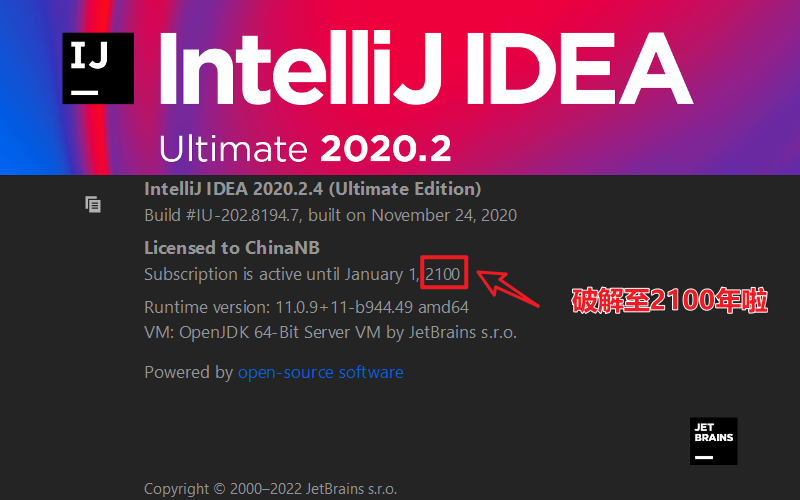 IJ
IntelliJ IDEA
Ultimate 2020.2
IntelliJ IDEA 2020.2.4 (Ultimate Edition)
Build #IU-202.8194.7, built on November 24, 2020
Licensed to ChinaNB
Subscription is active until January 1, 2100
破解至2100年啦
Runtime version: 11.0.9+11-b944.49 amd64
VM: OpenJDK 64-Bit Server VM by JetBrains s.r.o.
Powered by open-source software
JET
BRAINS
Copyright © 2000–2022 JetBrains s.r.o.